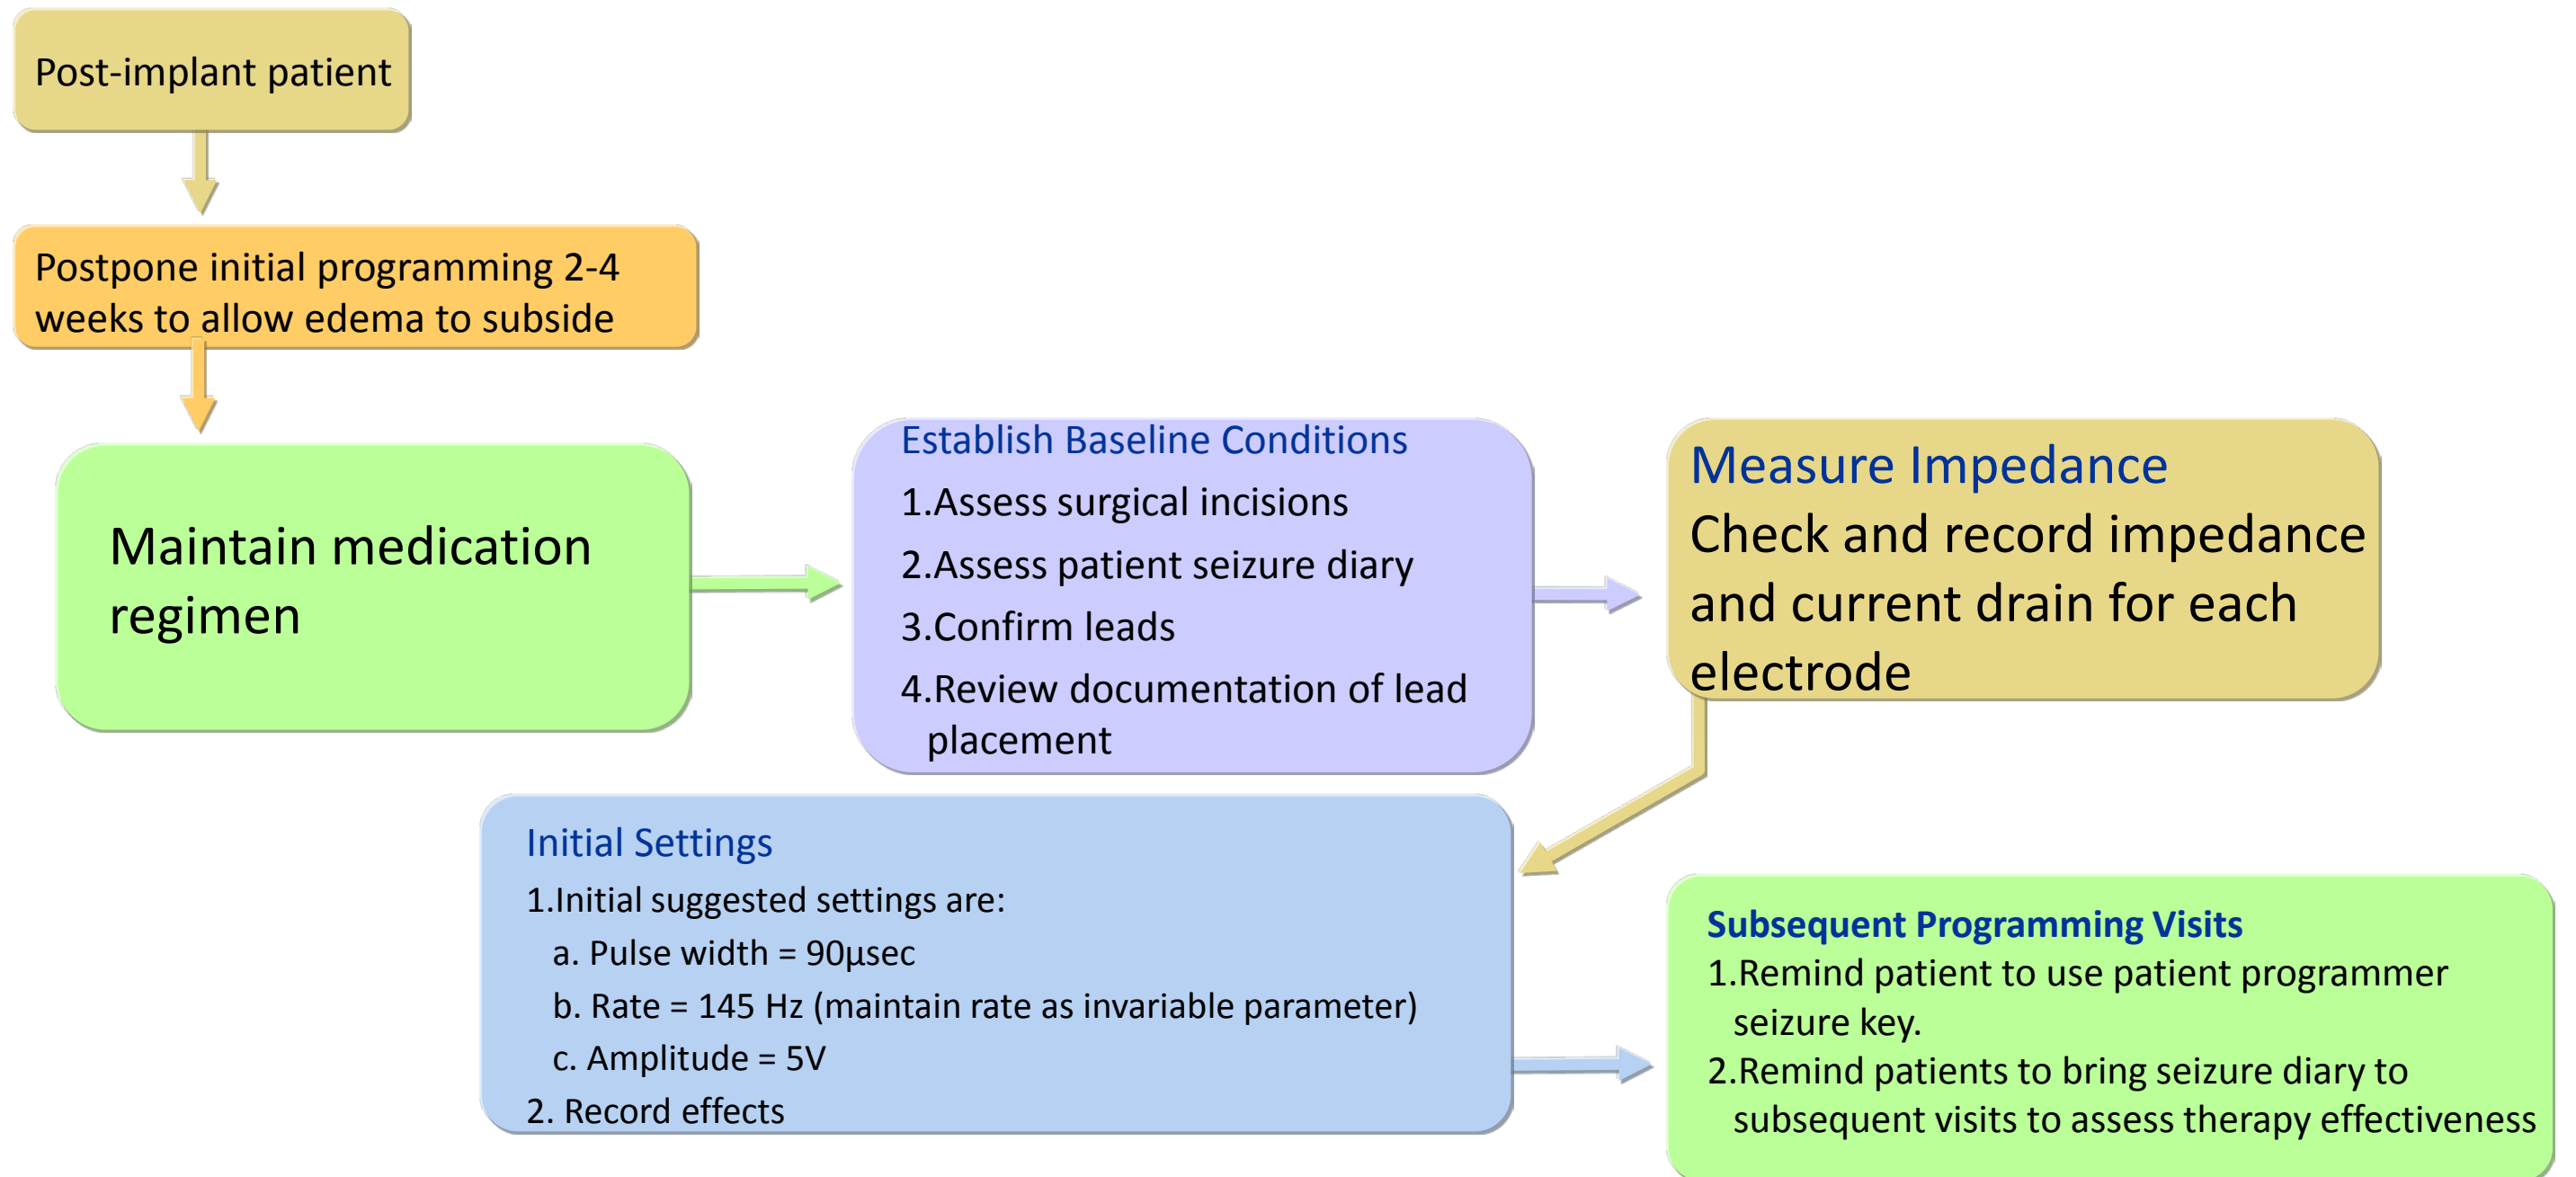 Post-implant patient
Postpone initial programming 2-4
weeks to allow edema to subside
Maintain medication
regimen
Establish Baseline Conditions
1.Assess surgical incisions
2.Assess patient seizure diary
3.Confirm leads
4.Review documentation of lead
placement
Measure Impedance
Check and record impedance
and current drain for each
electrode
Initial Settings
1.Initial suggested settings are:
a. Pulse width = 90μsec
b. Rate = 145 Hz (maintain rate as invariable parameter)
c. Amplitude = 5V
2. Record effects
Subsequent Programming Visits
1.Remind patient to use patient programmer
seizure key.
2.Remind patients to bring seizure diary to
subsequent visits to assess therapy effectiveness